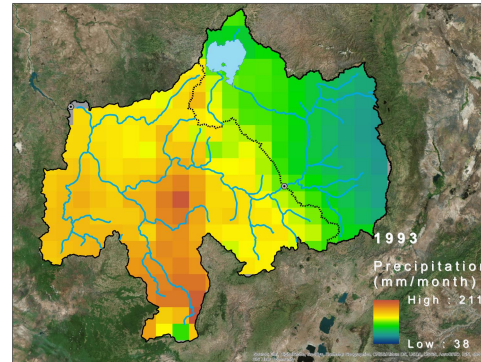 1993
Precipitation
(mm/month)
High : 211
Low : 38